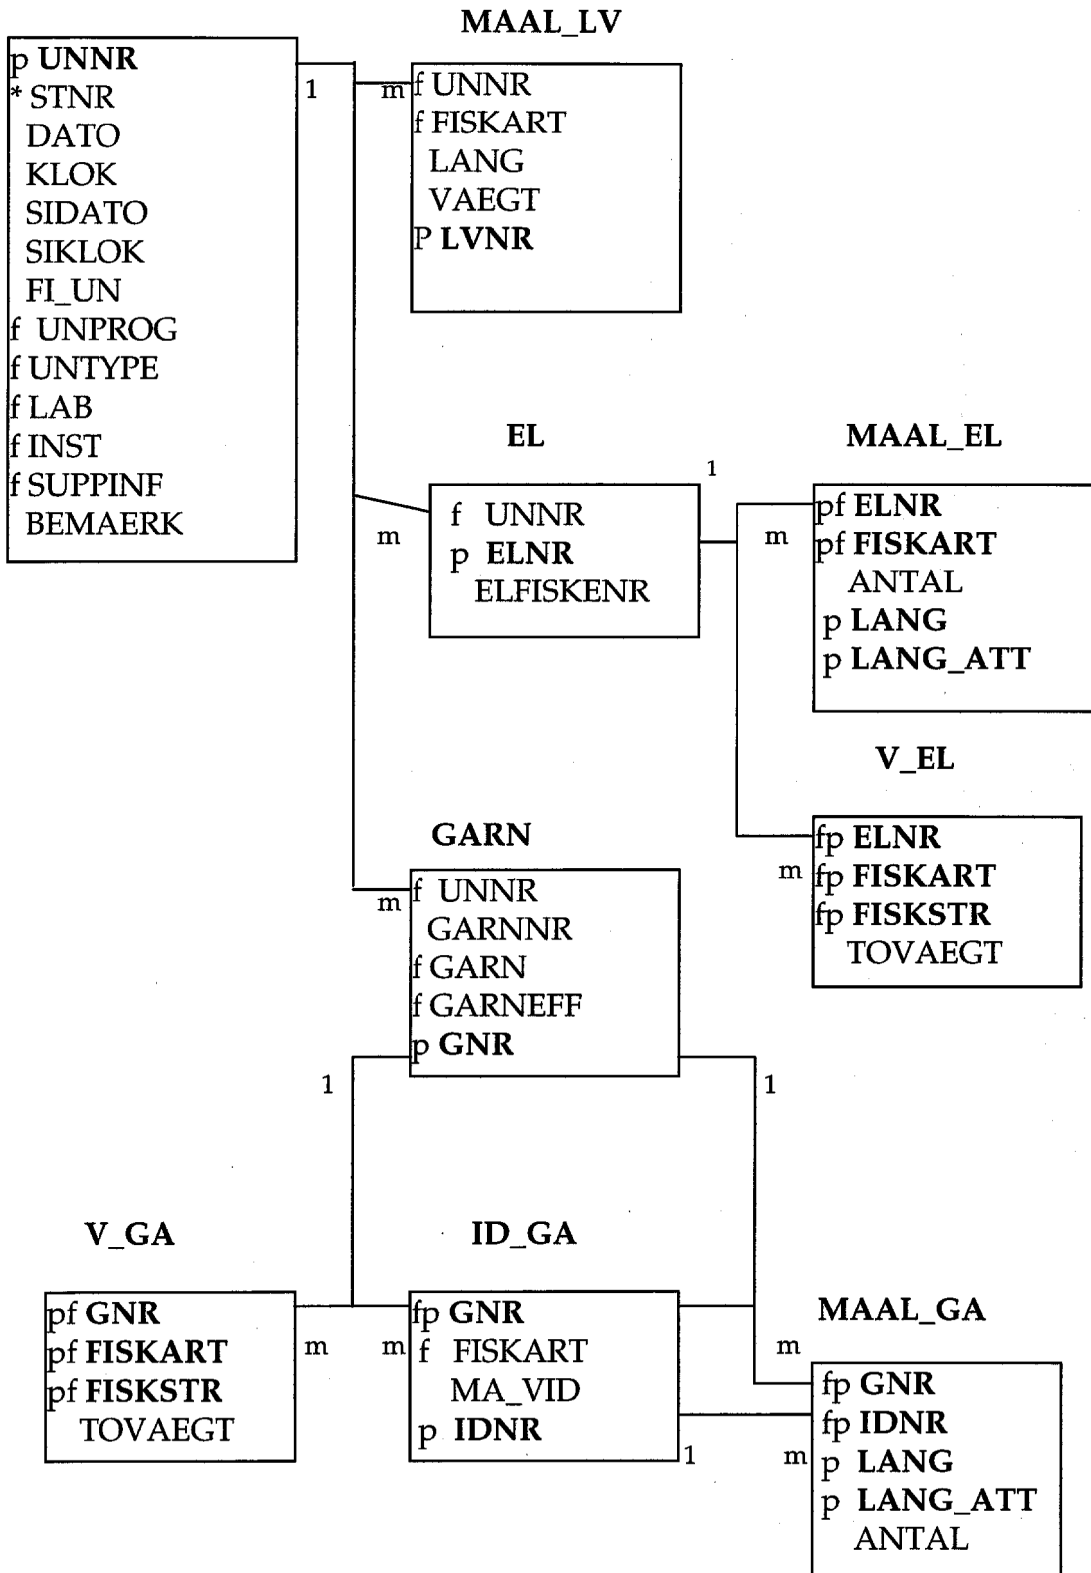 MAAL_LV
p UNNR
* STNR
DATO
KLOK
SIDATO
SIKLOK
FI_UN
f UNPROG
f UNTYPE
f LAB
f INST
f SUPPINF
BEMAERK
1
m
f UNNR
f FISKART
LANG
VAEGT
P LVNR
EL
m
f UNNR
p ELNR
ELFISKENR
1
MAAL_EL
m
pf ELNR
pf FISKART
ANTAL
p LANG
p LANG_ATT
V_EL
m
fp ELNR
fp FISKART
fp FISKSTR
TOVAEGT
GARN
m
f UNNR
GARNNR
f GARN
f GARNEFF
p GNR
1
1
V_GA
pf GNR
pf FISKART
pf FISKSTR
TOVAEGT
m
ID_GA
m
fp GNR
f FISKART
MA_VID
p IDNR
1
MAAL_GA
m
m
fp GNR
fp IDNR
p LANG
p LANG_ATT
ANTAL